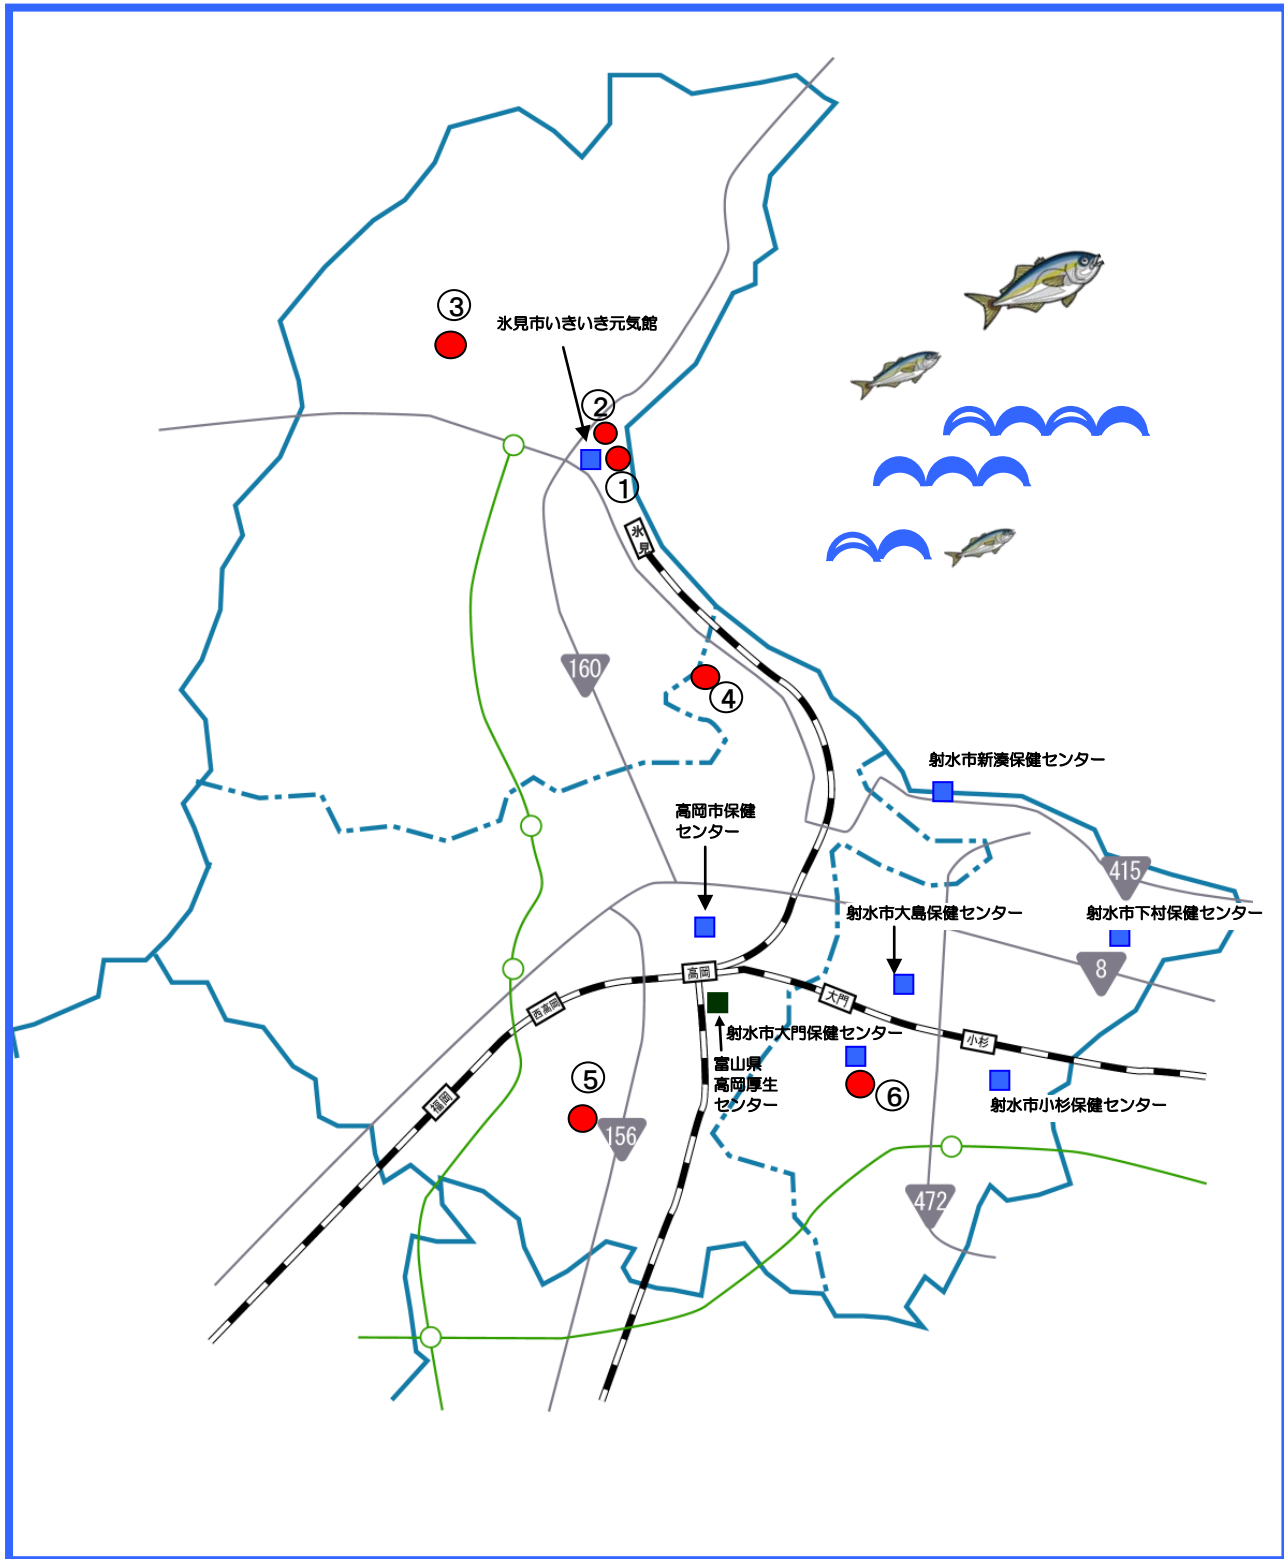 ③
氷見市いきいき元気館
②
①
氷見
160
④
射水市新湊保健センター
高岡市保健
センター
415
射水市大島保健センター
射水市下村保健センター
8
高岡
西高岡
大門
射水市大門保健センター
小杉
富山県
高岡厚生
センター
⑤
⑥
福岡
射水市小杉保健センター
156
472